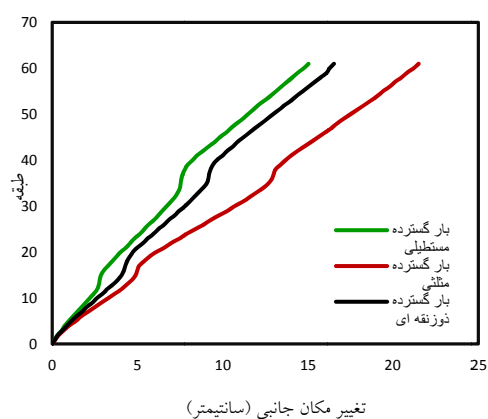 70
60
50
40
30
20
10
0
طبقه
بار گسترده
مستطیلی
بار گسترده
مثلثی
بار گسترده
ذوزنقه ای
0 5 10 15 20 25
تغییر مکان جانبی (سانتیمتر)